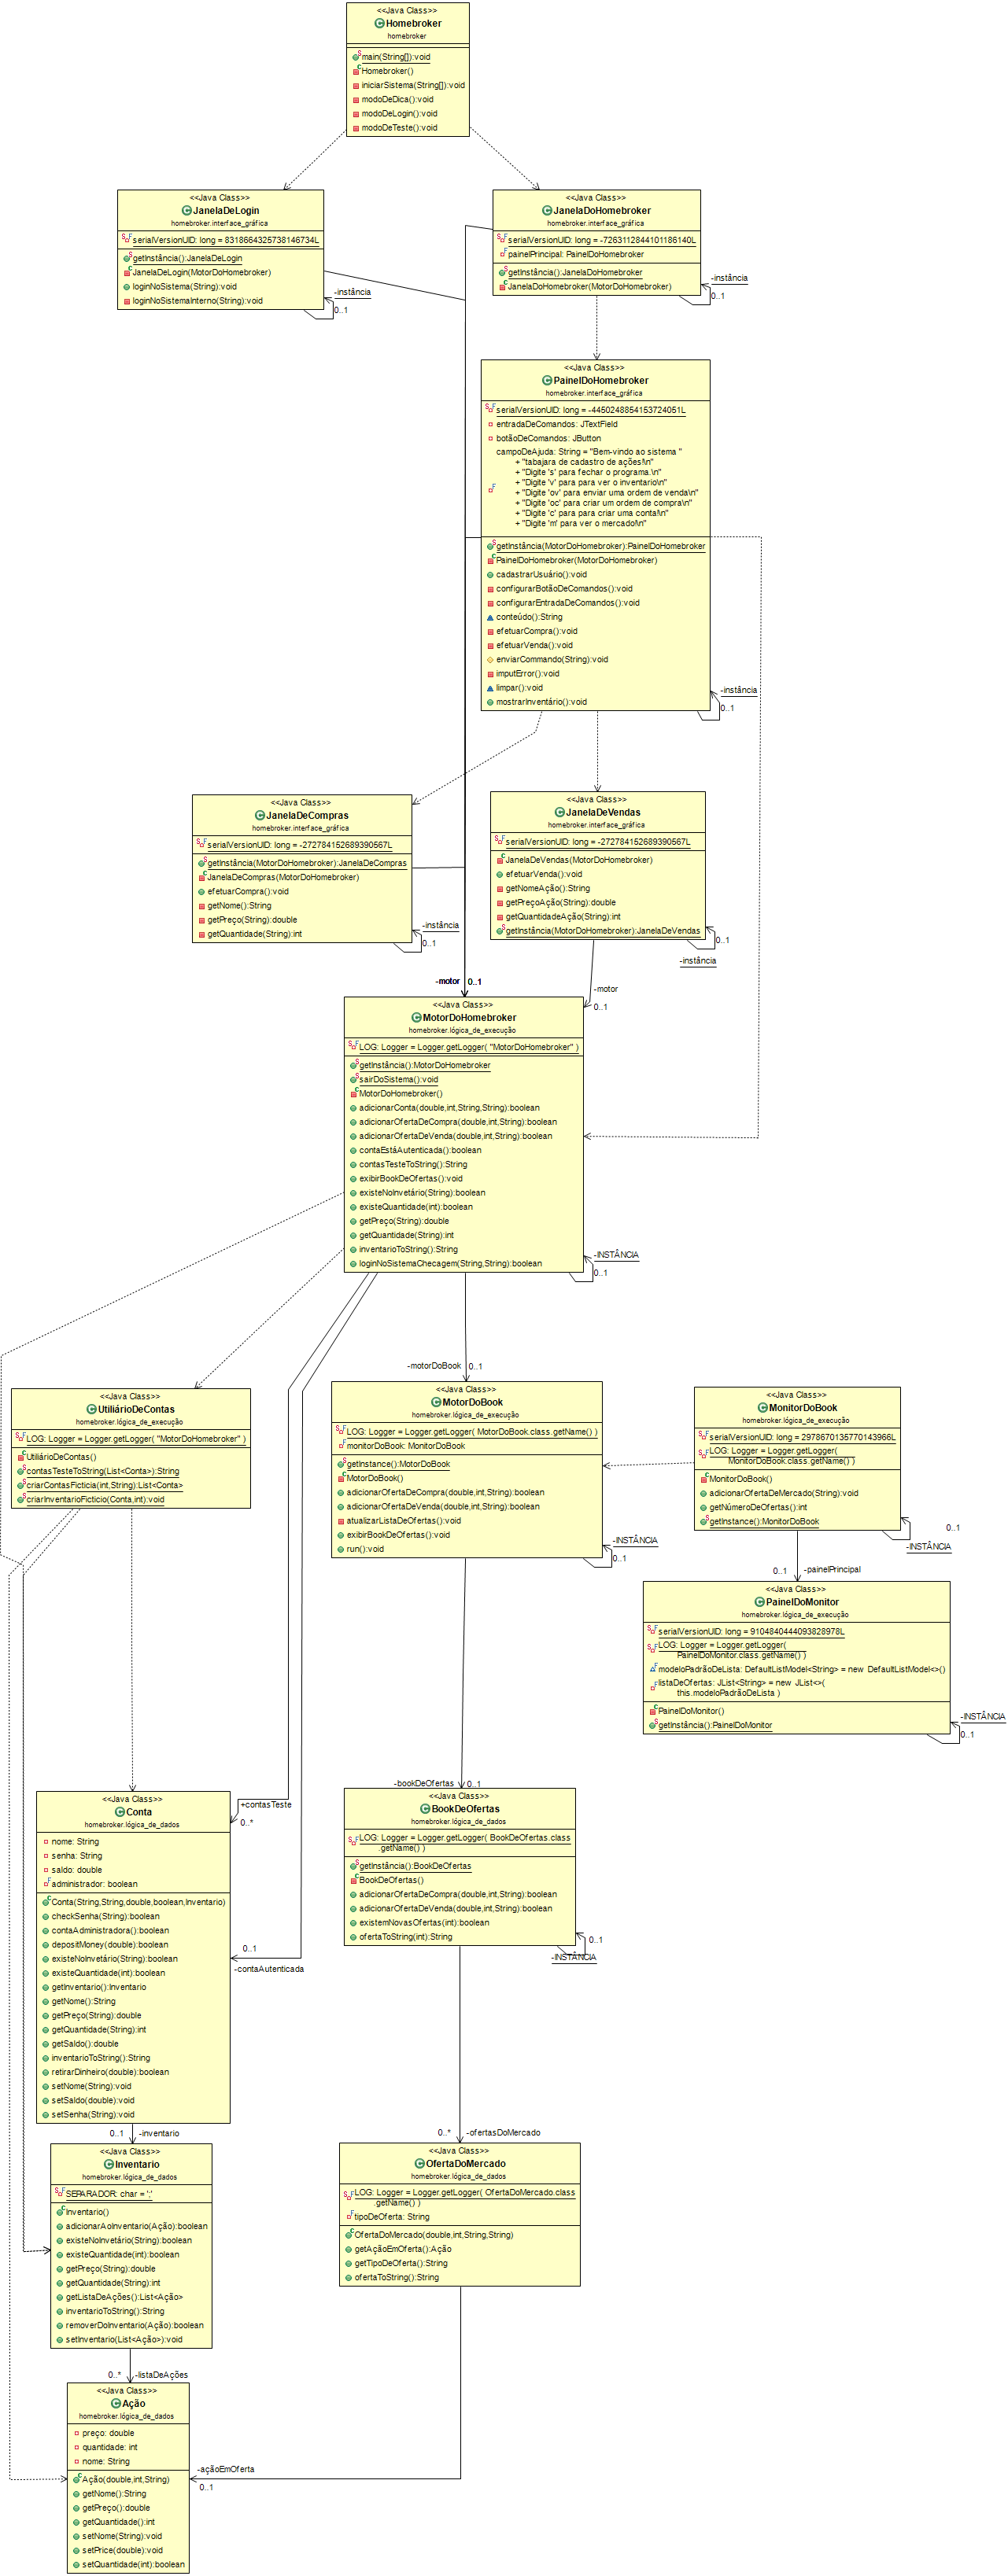 <<Java Class>>
Homebroker
homebroker
main(String[]):void
Homebroker()
iniciarSistema(String[]):void
modoDeDica():void
modoDeLogin():void
modoDeTeste():void
<<Java Class>>
JanelaDeLogin
homebroker.interface_gráfica
serialVersionUID: long = 8318664325738146734L
getInstância():JanelaDeLogin
JanelaDeLogin(MotorDoHomebroker)
loginNoSistema(String):void
loginNoSistemaInterno(String):void
-instância
0..1
<<Java Class>>
JanelaDoHomebroker
homebroker.interface_gráfica
serialVersionUID: long = -7263112844101186140L
painelPrincipal: PainelDoHomebroker
getInstância():JanelaDoHomebroker
JanelaDoHomebroker(MotorDoHomebroker)
-instância
0..1
<<Java Class>>
PainelDoHomebroker
homebroker.interface_gráfica
serialVersionUID: long = -4450248854153724051L
entradaDeComandos: JTextField
botãoDeComandos: JButton
campoDeAjuda: String = "Bem-vindo ao sistema "
+ "tabajara de cadastro de ações!\n"
+ "Digite 's' para fechar o programa.\n"
+ "Digite 'v' para para ver o inventario\n"
+ "Digite 'ov' para enviar uma ordem de venda\n"
+ "Digite 'oc' para criar um ordem de compra\n"
+ "Digite 'c' para para criar uma conta!\n"
+ "Digite 'm' para ver o mercado!\n"
getInstância(MotorDoHomebroker):PainelDoHomebroker
PainelDoHomebroker(MotorDoHomebroker)
cadastrarUsuário():void
configurarBotãoDeComandos():void
configurarEntradaDeComandos():void
conteúdo():String
efetuarCompra():void
efetuarVenda():void
enviarCommando(String):void
imputError():void
limpar():void
mostrarInventário():void
-instância
0..1
<<Java Class>>
JanelaDeCompras
homebroker.interface_gráfica
serialVersionUID: long = -272784152689390567L
getInstância(MotorDoHomebroker):JanelaDeCompras
JanelaDeCompras(MotorDoHomebroker)
efetuarCompra():void
getNome():String
getPreço(String):double
getQuantidade(String):int
-instância
0..1
<<Java Class>>
JanelaDeVendas
homebroker.interface_gráfica
serialVersionUID: long = -272784152689390567L
JanelaDeVendas(MotorDoHomebroker)
efetuarVenda():void
getNomeAção():String
getPreçoAção(String):double
getQuantidadeAção(String):int
getInstância(MotorDoHomebroker):JanelaDeVendas
0..1
-instância
-motor 0..1
-motor
0..1
<<Java Class>>
MotorDoHomebroker
homebroker.lógica_de_execução
LOG: Logger = Logger.getLogger( "MotorDoHomebroker" )
getInstância():MotorDoHomebroker
sairDoSistema():void
MotorDoHomebroker()
adicionarConta(double,int,String,String):boolean
adicionarOfertaDeCompra(double,int,String):boolean
adicionarOfertaDeVenda(double,int,String):boolean
contaEstáAutenticada():boolean
contasTesteToString():String
exibirBookDeOfertas():void
existeNoInvetário(String):boolean
existeQuantidade(int):boolean
getPreço(String):double
getQuantidade(String):int
inventarioToString():String
loginNoSistemaChecagem(String,String):boolean
-INSTÂNCIA
0..1
-motorDoBook 0..1
<<Java Class>>
UtiliárioDeContas
homebroker.lógica_de_execução
LOG: Logger = Logger.getLogger( "MotorDoHomebroker" )
UtiliárioDeContas()
contasTesteToString(List<Conta>):String
criarContasFicticia(int,String):List<Conta>
criarInventarioFicticio(Conta,int):void
<<Java Class>>
MotorDoBook
homebroker.lógica_de_execução
LOG: Logger = Logger.getLogger( MotorDoBook.class.getName() )
monitorDoBook: MonitorDoBook
getInstance():MotorDoBook
MotorDoBook()
adicionarOfertaDeCompra(double,int,String):boolean
adicionarOfertaDeVenda(double,int,String):boolean
atualizarListaDeOfertas():void
exibirBookDeOfertas():void
run():void
-INSTÂNCIA
0..1
<<Java Class>>
MonitorDoBook
homebroker.lógica_de_execução
serialVersionUID: long = 2978670135770143966L
LOG: Logger = Logger.getLogger(
MonitorDoBook.class.getName() )
MonitorDoBook()
adicionarOfertaDeMercado(String):void
getNúmeroDeOfertas():int
getInstance():MonitorDoBook
0..1
-INSTÂNCIA
0..1 -painelPrincipal
<<Java Class>>
PainelDoMonitor
homebroker.lógica_de_execução
serialVersionUID: long = 9104840444093828978L
LOG: Logger = Logger.getLogger(
PainelDoMonitor.class.getName() )
modeloPadrãoDeLista: DefaultListModel<String> = new DefaultListModel<>()
listaDeOfertas: JList<String> = new JList<>(
this.modeloPadrãoDeLista )
PainelDoMonitor()
getInstância():PainelDoMonitor
-INSTÂNCIA
0..1
-bookDeOfertas 0..1
+contasTeste
0..*
<<Java Class>>
Conta
homebroker.lógica_de_dados
nome: String
senha: String
saldo: double
administrador: boolean
Conta(String,String,double,boolean,Inventario)
checkSenha(String):boolean
contaAdministradora():boolean
depositMoney(double):boolean
existeNoInvetário(String):boolean
existeQuantidade(int):boolean
getInventario():Inventario
getNome():String
getPreço(String):double
getQuantidade(String):int
getSaldo():double
inventarioToString():String
retirarDinheiro(double):boolean
setNome(String):void
setSaldo(double):void
setSenha(String):void
0..1
-contaAutenticada
<<Java Class>>
BookDeOfertas
homebroker.lógica_de_dados
LOG: Logger = Logger.getLogger( BookDeOfertas.class
.getName() )
getInstância():BookDeOfertas
BookDeOfertas()
adicionarOfertaDeCompra(double,int,String):boolean
adicionarOfertaDeVenda(double,int,String):boolean
existemNovasOfertas(int):boolean
ofertaToString(int):String
0..1
-INSTÂNCIA
0..1 -inventario
0..* -ofertasDoMercado
<<Java Class>>
Inventario
homebroker.lógica_de_dados
SEPARADOR: char = ';'
Inventario()
adicionarAoInventario(Ação):boolean
existeNoInvetário(String):boolean
existeQuantidade(int):boolean
getPreço(String):double
getQuantidade(String):int
getListaDeAções():List<Ação>
inventarioToString():String
removerDoInventario(Ação):boolean
setInventario(List<Ação>):void
<<Java Class>>
OfertaDoMercado
homebroker.lógica_de_dados
LOG: Logger = Logger.getLogger( OfertaDoMercado.class
.getName() )
tipoDeOferta: String
OfertaDoMercado(double,int,String,String)
getAçãoEmOferta():Ação
getTipoDeOferta():String
ofertaToString():String
0..* -listaDeAções
<<Java Class>>
Ação
homebroker.lógica_de_dados
preço: double
quantidade: int
nome: String
Ação(double,int,String)
getNome():String
getPreço():double
getQuantidade():int
setNome(String):void
setPrice(double):void
setQuantidade(int):boolean
-açãoEmOferta
0..1